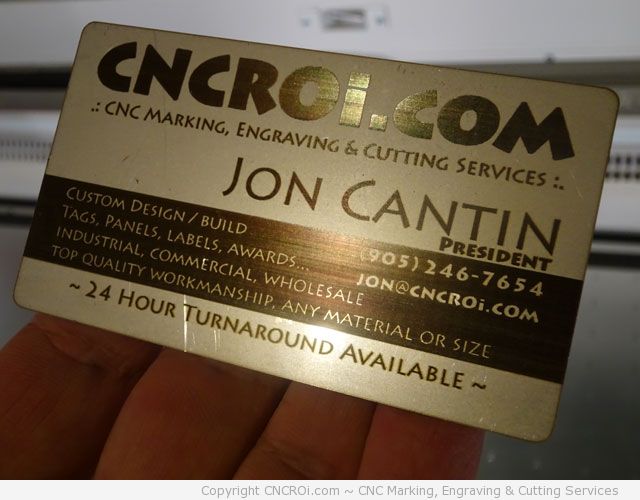 CNCROi.COM
.: CNC MARKING, ENGRAVING & CUTTING SERVICES :.
JON CANTIN
PRESIDENT
CUSTOM DESIGN / BUILD
TAGS, PANELS, LABELS, AWARDS...
INDUSTRIAL, COMMERCIAL, WHOLESALE
TOP QUALITY WORKMANSHIP, ANY MATERIAL OR SIZE
(905) 246-7654
JON@CNCROi.COM
~ 24 HOUR TURNAROUND AVAILABLE ~
Copyright CNCROi.com ~ CNC Marking, Engraving & Cutting Services